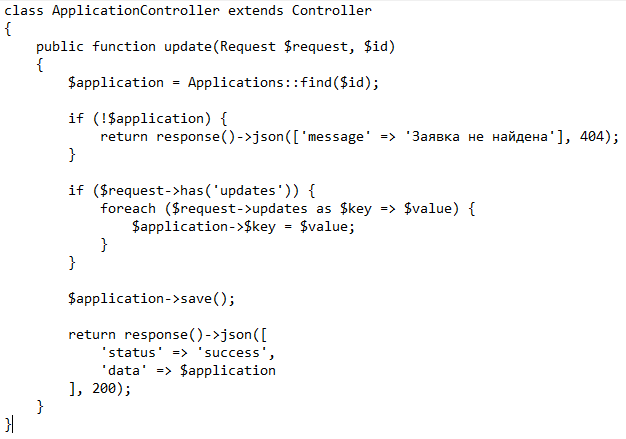 class ApplicationController extends Controller
{
    public function update(Request $request, $id)
    {
        $application = Applications::find($id);

        if (!$application) {
            return response()->json(['message' => 'Заявка не найдена'], 404);
        }

        if ($request->has('updates')) {
            foreach ($request->updates as $key => $value) {
                $application->$key = $value;
            }
        }

        $application->save();

        return response()->json([
            'status' => 'success',
            'data' => $application
        ], 200);
    }
}